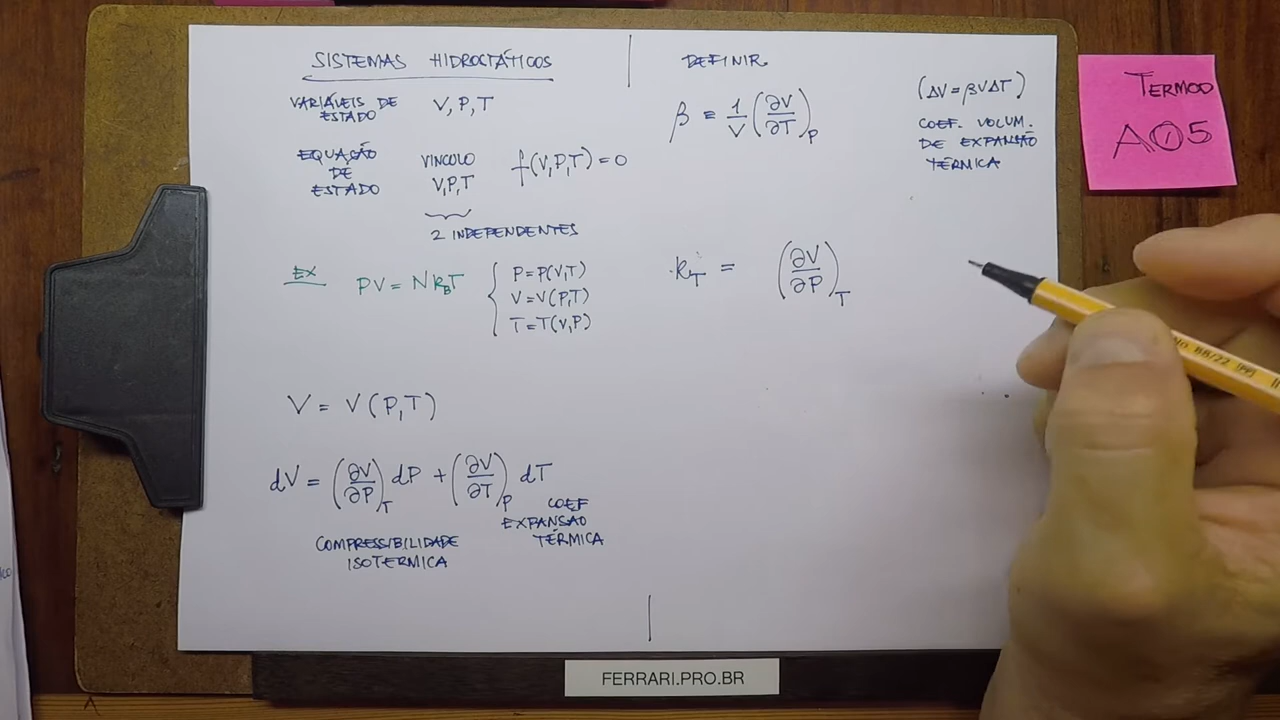 SISTEMAS HIDROSTÁTICOS
VARIÁVEIS DE ESTADO V, P, T
EQUAÇÃO DE ESTADO
VINCULO V,P,T
f(V,P,T)=0
2 INDEPENDENTES
EX PV = N k_B T
P = P(V,T)
V = V(P,T)
T = T(V,P)
V = V(P,T)
dV = (∂V/∂P)_T dP + (∂V/∂T)_P dT
COMPRESSIBILIDADE
ISOTERMICA
COEF
EXPANSÃO
TÉRMICA
DEFINIR
β ≡ 1/V (∂V/∂T)_P
(ΔV = βVΔT)
COEF. VOLUM.
DE EXPANSÃO
TÉRMICA
k_T = (∂V/∂P)_T
TERMOD
A05
FERRARI.PRO.BR